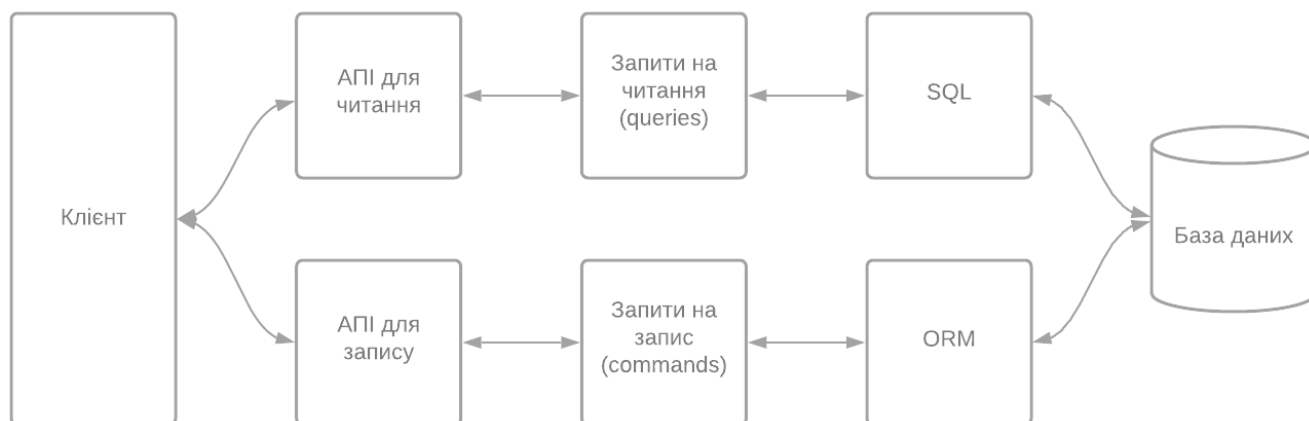 Клієнт
АПІ для
читання
Запити на
читання
(queries)
SQL
База даних
АПІ для
запису
Запити на
запис
(commands)
ORM